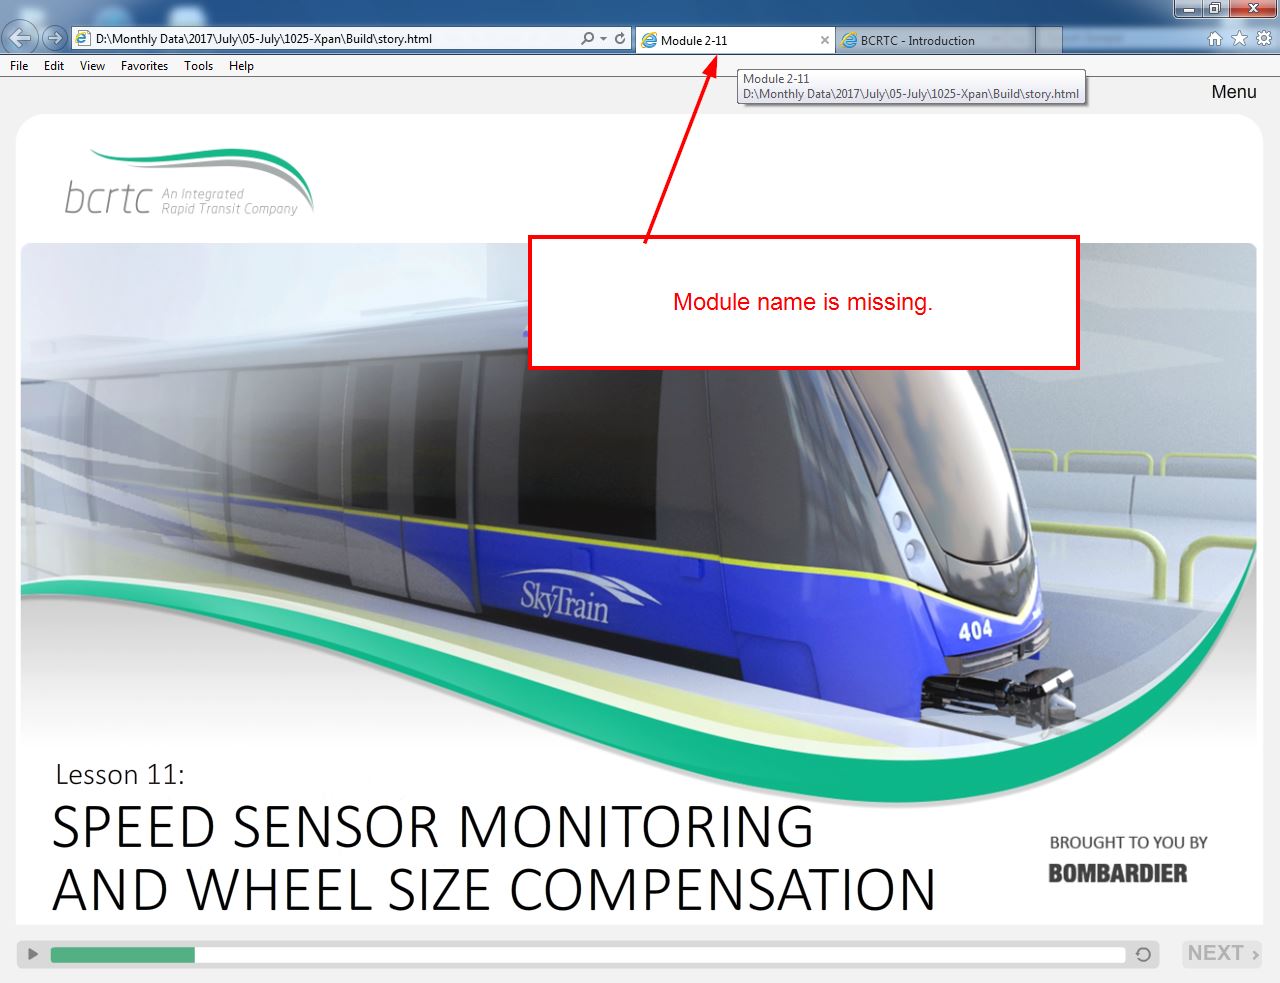 D:\Monthly Data\2017\July\05-July\1025-Xpan\Build\story.html
Module 2-11
BCRTC - Introduction
File Edit View Favorites Tools Help
Module 2-11
D:\Monthly Data\2017\July\05-July\1025-Xpan\Build\story.html
Menu
bcrtc An Integrated
Rapid Transit Company
Module name is missing.
SkyTrain
404
Lesson 11:
SPEED SENSOR MONITORING
AND WHEEL SIZE COMPENSATION
BROUGHT TO YOU BY
BOMBARDIER
NEXT